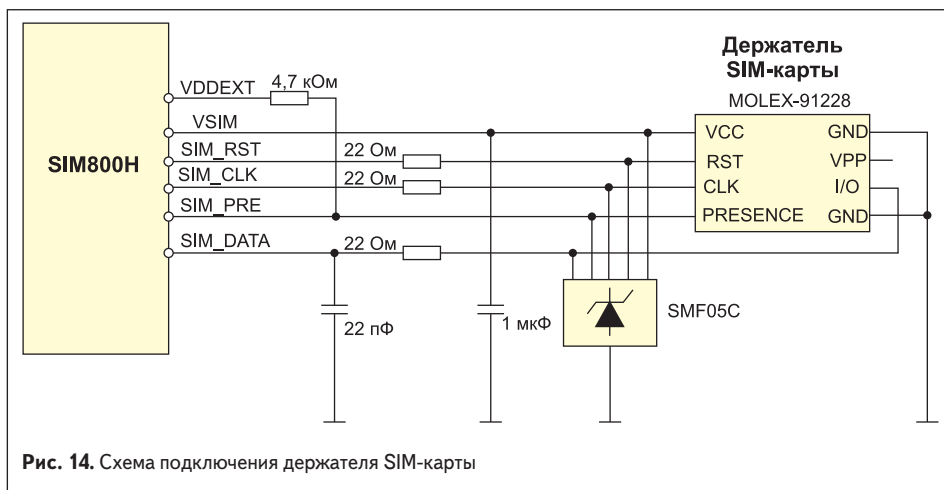 SIM800H
VDDEXT
4,7 кОм
VSIM
SIM_RST
22 Ом
SIM_CLK
22 Ом
SIM_PRE
SIM_DATA
22 Ом
22 пФ
1 мкФ
SMF05C
Держатель
SIM-карты
MOLEX-91228
VCC
GND
RST
VPP
CLK
I/O
PRESENCE
GND
Рис. 14. Схема подключения держателя SIM-карты